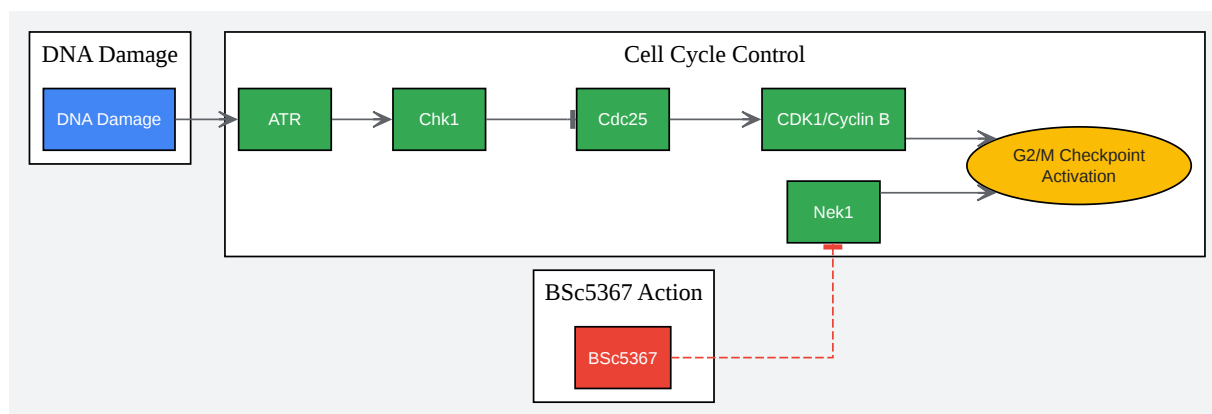 DNA Damage
Cell Cycle Control
DNA Damage
ATR
Chk1
Cdc25
CDK1/Cyclin B
G2/M Checkpoint
Activation
Nek1
BSc5367 Action
BSc5367